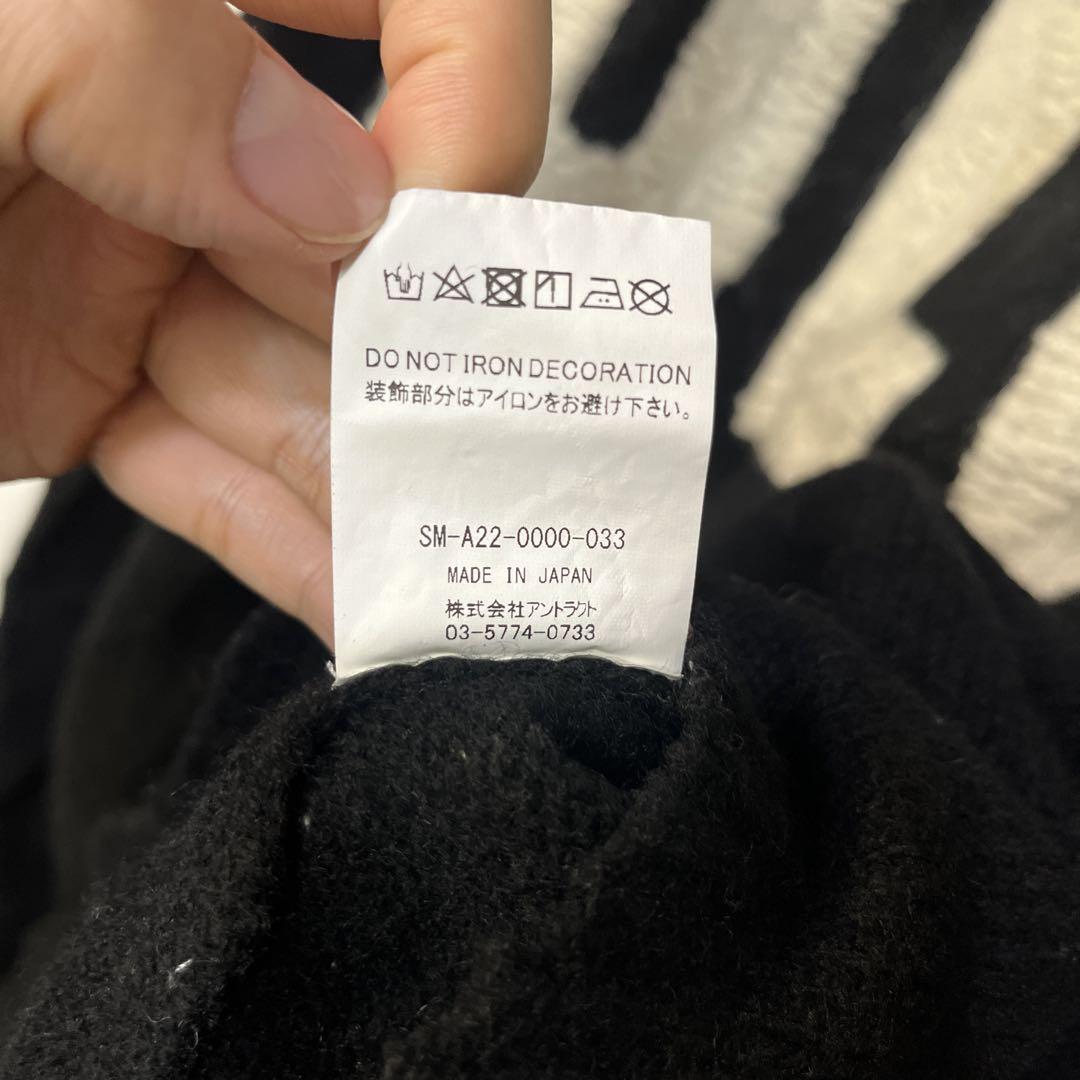 DO NOT IRON DECORATION
装飾部分はアイロンをお避け下さい。
SM-A22-0000-033
MADE IN JAPAN
株式会社アントラクト
03-5774-0733